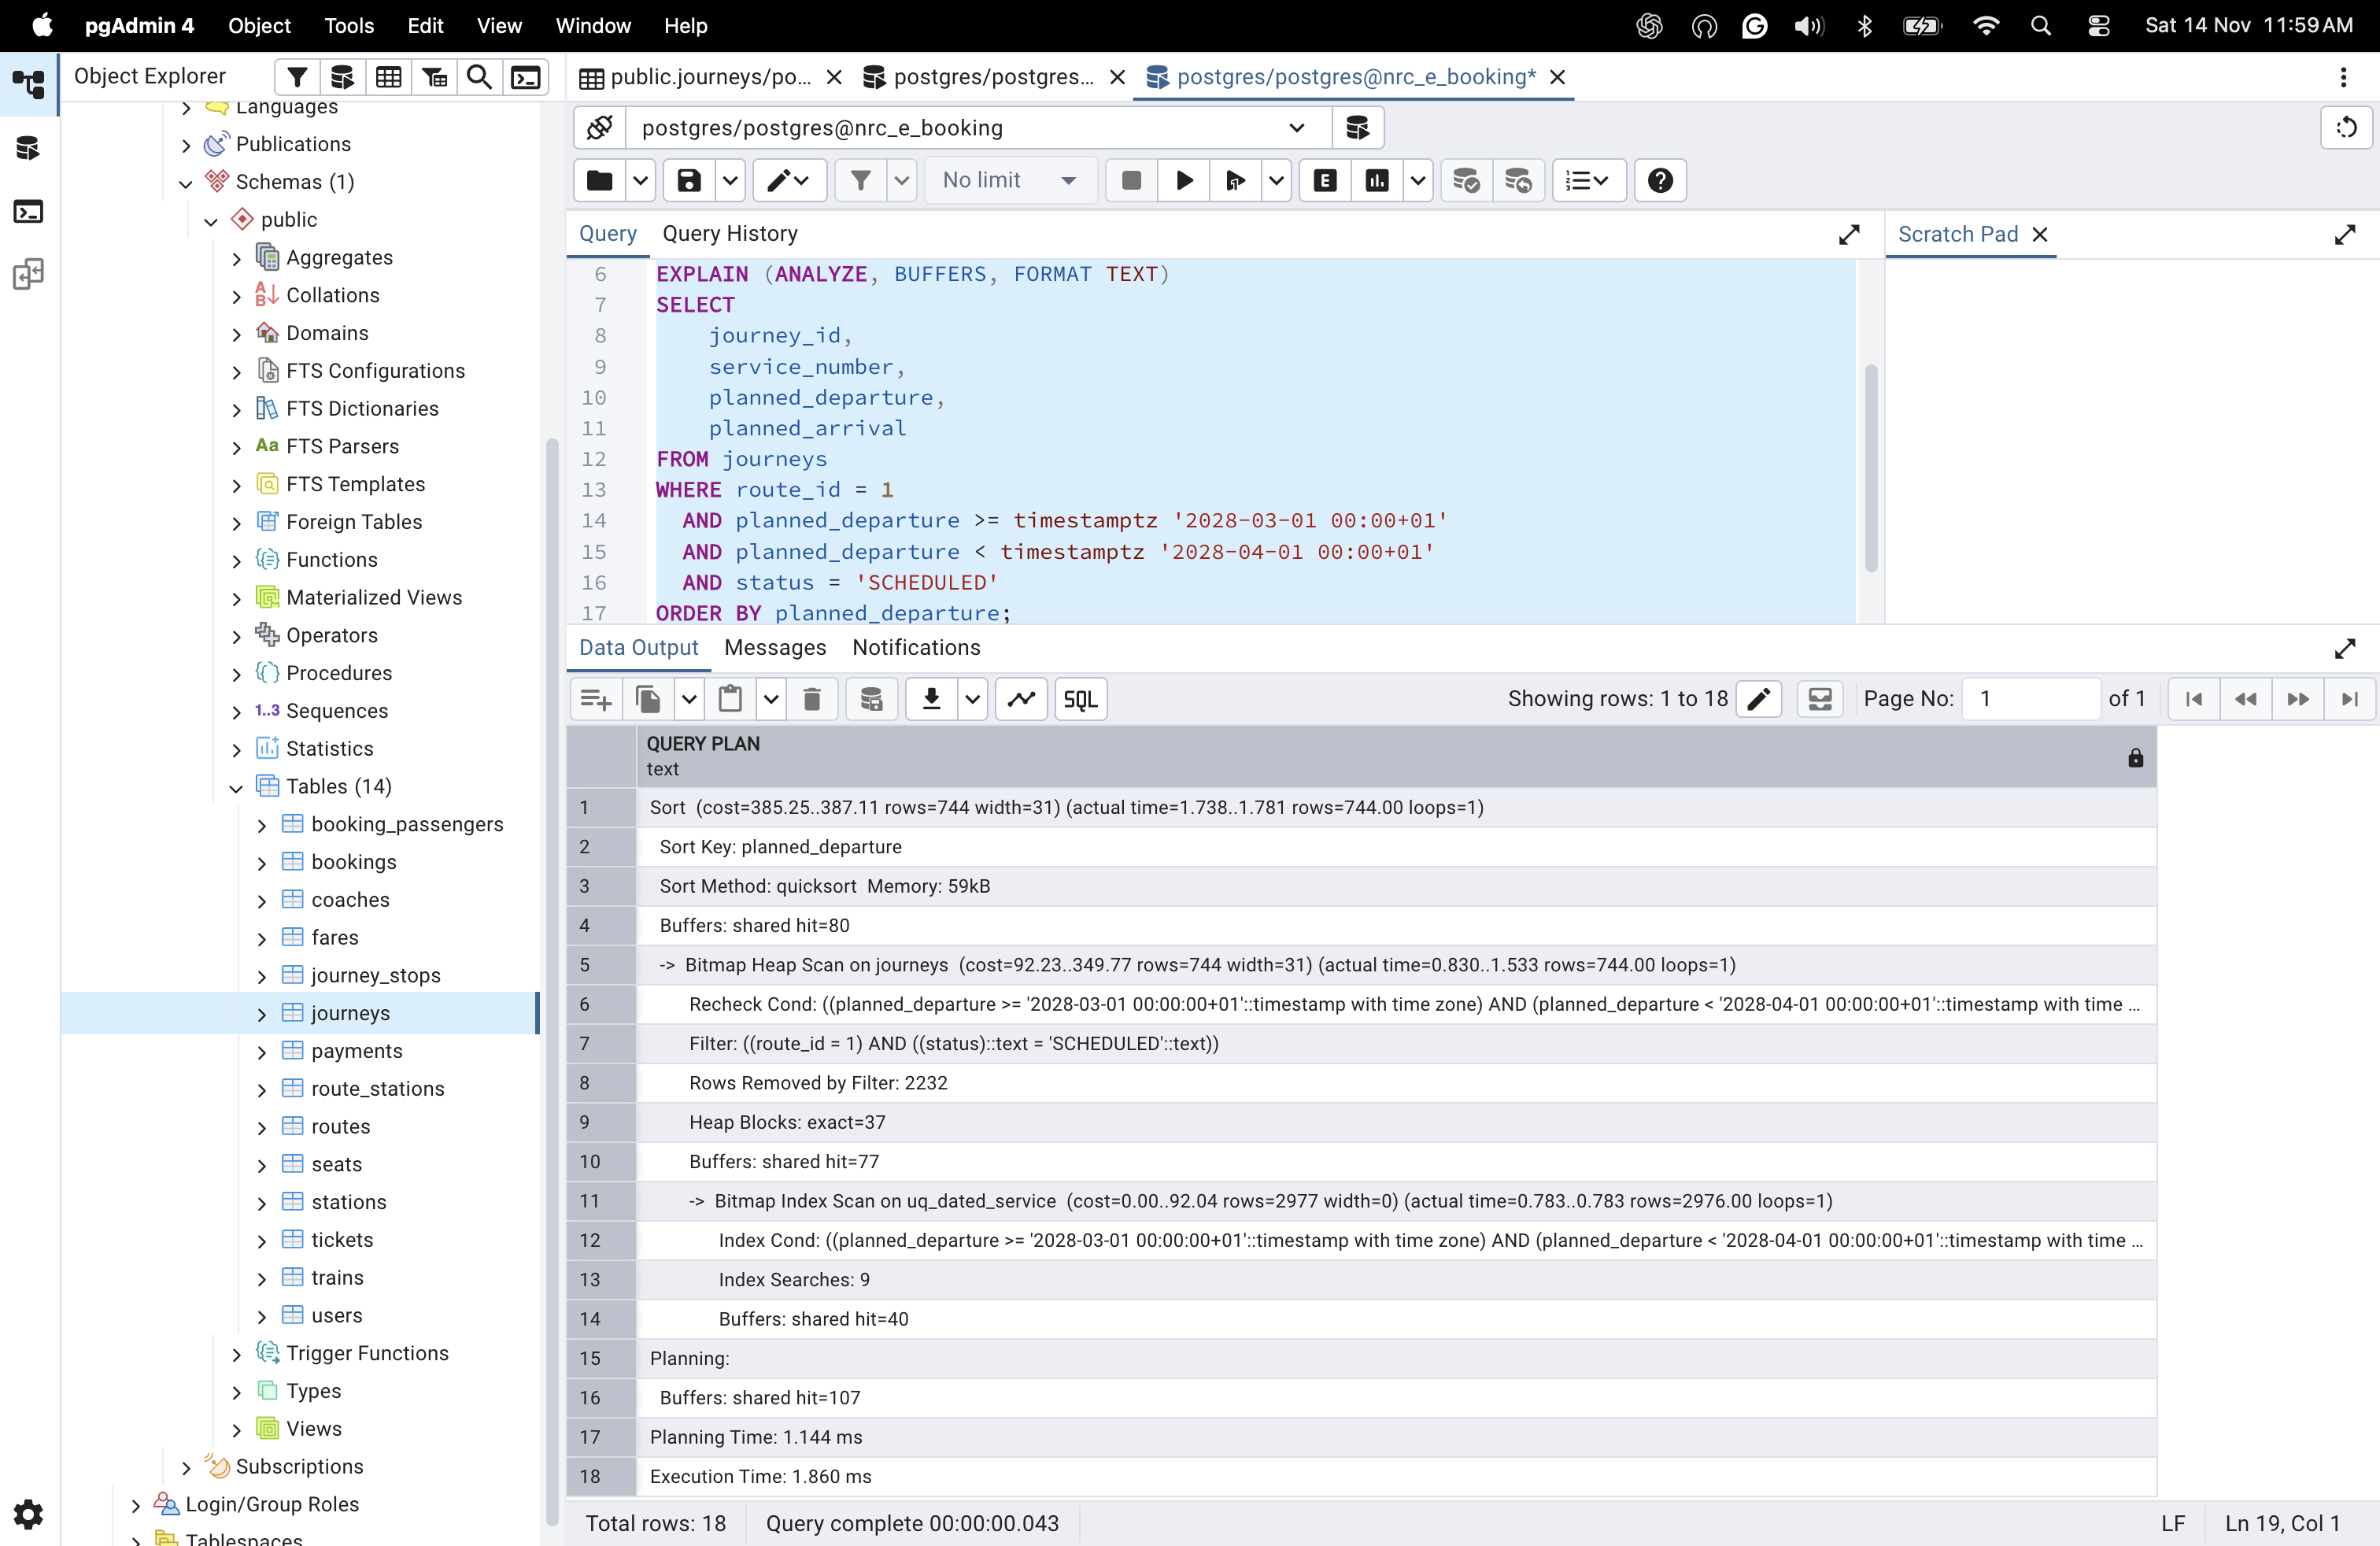 pgAdmin 4 Object Tools Edit View Window Help Sat 14 Nov 11:59 AM
Object Explorer
Languages
Publications
Schemas (1)
public
Aggregates
Collations
Domains
FTS Configurations
FTS Dictionaries
Aa FTS Parsers
FTS Templates
Foreign Tables
Functions
Materialized Views
Operators
Procedures
1..3 Sequences
Statistics
Tables (14)
booking_passengers
bookings
coaches
fares
journey_stops
journeys
payments
route_stations
routes
seats
stations
tickets
trains
users
Trigger Functions
Types
Views
Subscriptions
Login/Group Roles
Tablespaces
public.journeys/po... postgres/postgres... postgres/postgres@nrc_e_booking*
postgres/postgres@nrc_e_booking
No limit E
Query Query History
Scratch Pad
6 EXPLAIN (ANALYZE, BUFFERS, FORMAT TEXT)
7 SELECT
8 journey_id,
9 service_number,
10 planned_departure,
11 planned_arrival
12 FROM journeys
13 WHERE route_id = 1
14 AND planned_departure >= timestamptz '2028-03-01 00:00+01'
15 AND planned_departure < timestamptz '2028-04-01 00:00+01'
16 AND status = 'SCHEDULED'
17 ORDER BY planned_departure;
Data Output Messages Notifications
SQL Showing rows: 1 to 18 Page No: 1 of 1
QUERY PLAN
text
1 Sort (cost=385.25..387.11 rows=744 width=31) (actual time=1.738..1.781 rows=744.00 loops=1)
2 Sort Key: planned_departure
3 Sort Method: quicksort Memory: 59kB
4 Buffers: shared hit=80
5 -> Bitmap Heap Scan on journeys (cost=92.23..349.77 rows=744 width=31) (actual time=0.830..1.533 rows=744.00 loops=1)
6 Recheck Cond: ((planned_departure >= '2028-03-01 00:00:00+01'::timestamp with time zone) AND (planned_departure < '2028-04-01 00:00:00+01'::timestamp with time ...
7 Filter: ((route_id = 1) AND ((status)::text = 'SCHEDULED'::text))
8 Rows Removed by Filter: 2232
9 Heap Blocks: exact=37
10 Buffers: shared hit=77
11 -> Bitmap Index Scan on uq_dated_service (cost=0.00..92.04 rows=2977 width=0) (actual time=0.783..0.783 rows=2976.00 loops=1)
12 Index Cond: ((planned_departure >= '2028-03-01 00:00:00+01'::timestamp with time zone) AND (planned_departure < '2028-04-01 00:00:00+01'::timestamp with time ...
13 Index Searches: 9
14 Buffers: shared hit=40
15 Planning:
16 Buffers: shared hit=107
17 Planning Time: 1.144 ms
18 Execution Time: 1.860 ms
Total rows: 18 Query complete 00:00:00.043 LF Ln 19, Col 1